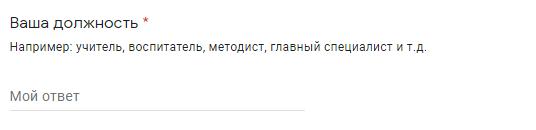 Ваша должность *
Например: учитель, воспитатель, методист, главный специалист и т.д.
Мой ответ